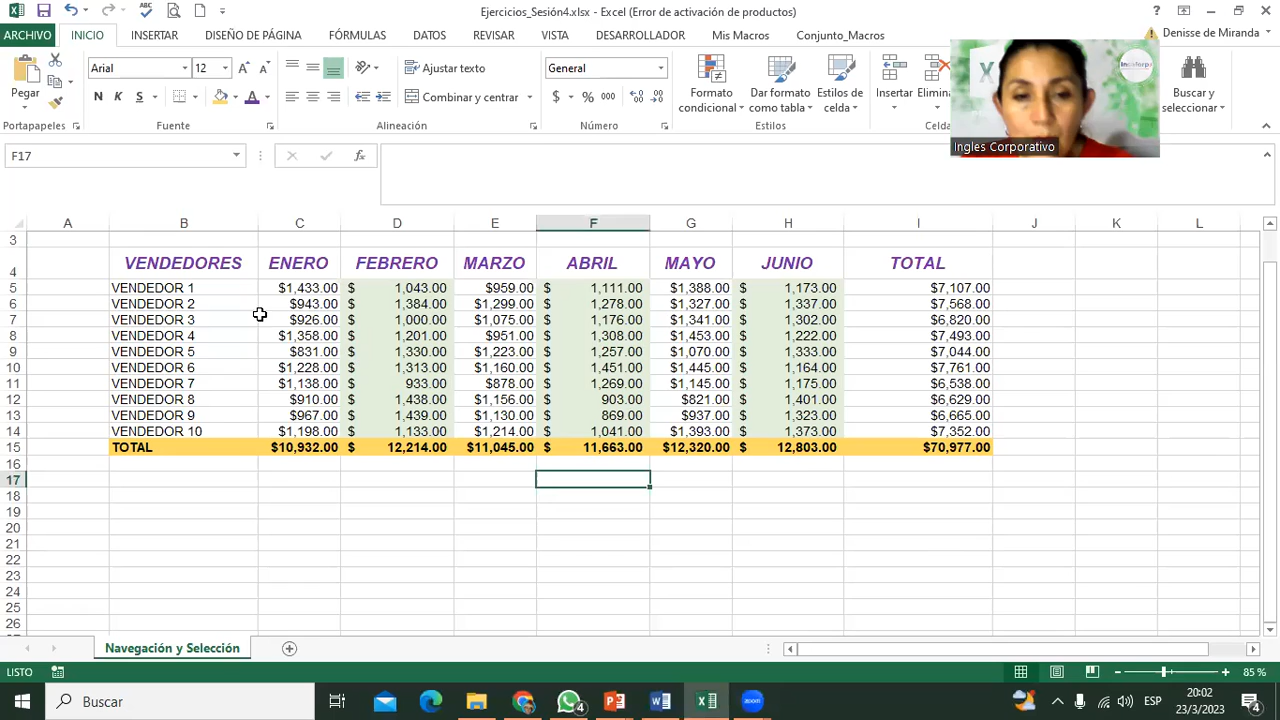 Ejercicios_Sesión4.xlsx - Excel (Error de activación de productos)
ARCHIVO INICIO INSERTAR DISEÑO DE PÁGINA FÓRMULAS DATOS REVISAR VISTA DESARROLLADOR Mis Macros Conjunto_Macros Denisse de Miranda
Arial 12 Ajustar texto General
Pegar N K S Combinar y centrar $ % 000 Formato condicional Dar formato como tabla Estilos de celda Insertar Elimin Buscar y seleccionar
Portapapeles Fuente Alineación Número Estilos Celd
Ingles Corporativo
F17 fx
A B C D E F G H I J K L
3
4 VENDEDORES ENERO FEBRERO MARZO ABRIL MAYO JUNIO TOTAL
5 VENDEDOR 1 $1,433.00 $ 1,043.00 $959.00 $ 1,111.00 $1,388.00 $ 1,173.00 $7,107.00
6 VENDEDOR 2 $943.00 $ 1,384.00 $1,299.00 $ 1,278.00 $1,327.00 $ 1,337.00 $7,568.00
7 VENDEDOR 3 $926.00 $ 1,000.00 $1,075.00 $ 1,176.00 $1,341.00 $ 1,302.00 $6,820.00
8 VENDEDOR 4 $1,358.00 $ 1,201.00 $951.00 $ 1,308.00 $1,453.00 $ 1,222.00 $7,493.00
9 VENDEDOR 5 $831.00 $ 1,330.00 $1,223.00 $ 1,257.00 $1,070.00 $ 1,333.00 $7,044.00
10 VENDEDOR 6 $1,228.00 $ 1,313.00 $1,160.00 $ 1,451.00 $1,445.00 $ 1,164.00 $7,761.00
11 VENDEDOR 7 $1,138.00 $ 933.00 $878.00 $ 1,269.00 $1,145.00 $ 1,175.00 $6,538.00
12 VENDEDOR 8 $910.00 $ 1,438.00 $1,156.00 $ 903.00 $821.00 $ 1,401.00 $6,629.00
13 VENDEDOR 9 $967.00 $ 1,439.00 $1,130.00 $ 869.00 $937.00 $ 1,323.00 $6,665.00
14 VENDEDOR 10 $1,198.00 $ 1,133.00 $1,214.00 $ 1,041.00 $1,393.00 $ 1,373.00 $7,352.00
15 TOTAL $10,932.00 $ 12,214.00 $11,045.00 $ 11,663.00 $12,320.00 $ 12,803.00 $70,977.00
16
17
18
19
20
21
22
23
24
25
26
Navegación y Selección
LISTO 85 %
Buscar 4 ESP 20:02
23/3/2023 4